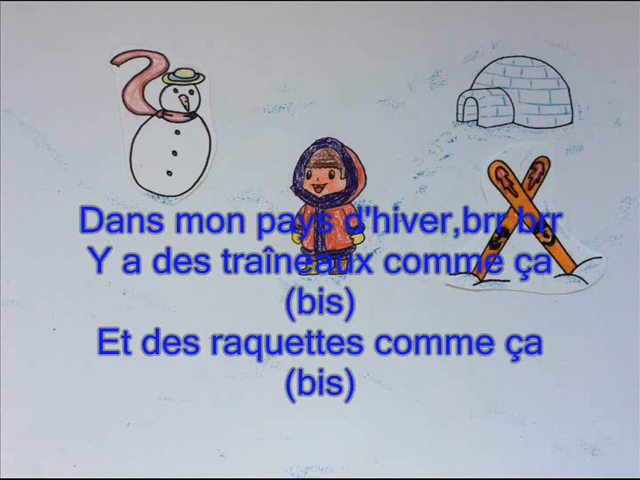 Dans mon pays d'hiver,brr brr
Y a des traîneaux comme ça
(bis)
Et des raquettes comme ça
(bis)